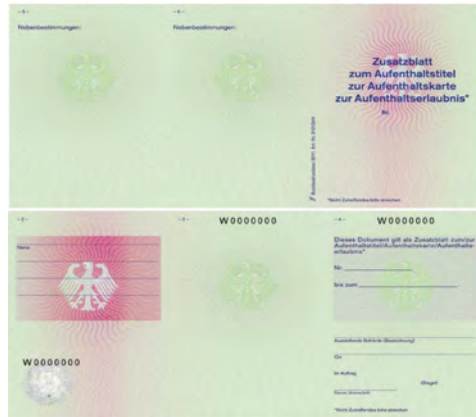 Nebenbestimmungen:
Nebenbestimmungen:
Zusatzblatt
zum Aufenthaltstitel
zur Aufenthaltskarte
zur Aufenthaltserlaubnis*
Nr.
*Nicht Zutreffendes bitte streichen
Name
W0000000
W0000000
W0000000
Dieses Dokument gilt als Zusatzblatt zum/zur
Aufenthaltstitel/Aufenthaltskarte/Aufenthalts-
erlaubnis*
Nr.
bis zum
Ausstellende Behörde (Bezeichnung)
Ort
Im Auftrag
(Siegel)
*Nicht Zutreffendes bitte streichen